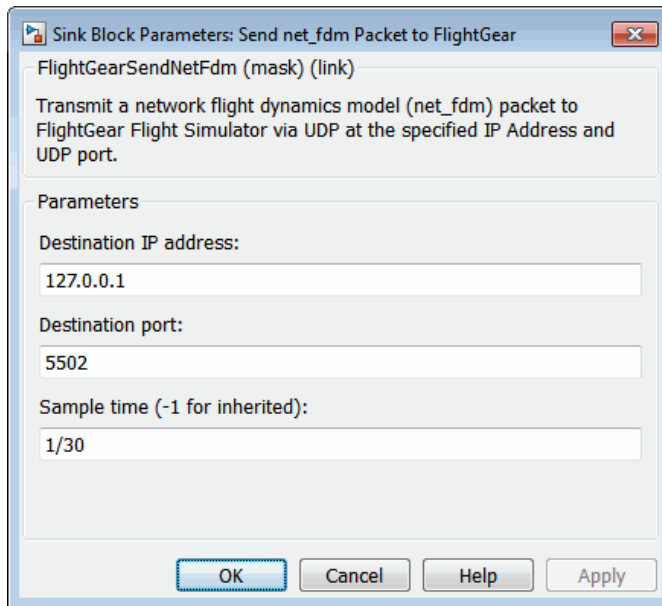 Sink Block Parameters: Send net_fdm Packet to FlightGear
FlightGearSendNetFdm (mask) (link)
Transmit a network flight dynamics model (net_fdm) packet to
FlightGear Flight Simulator via UDP at the specified IP Address and
UDP port.
Parameters
Destination IP address:
127.0.0.1
Destination port:
5502
Sample time (-1 for inherited):
1/30
OK Cancel Help Apply